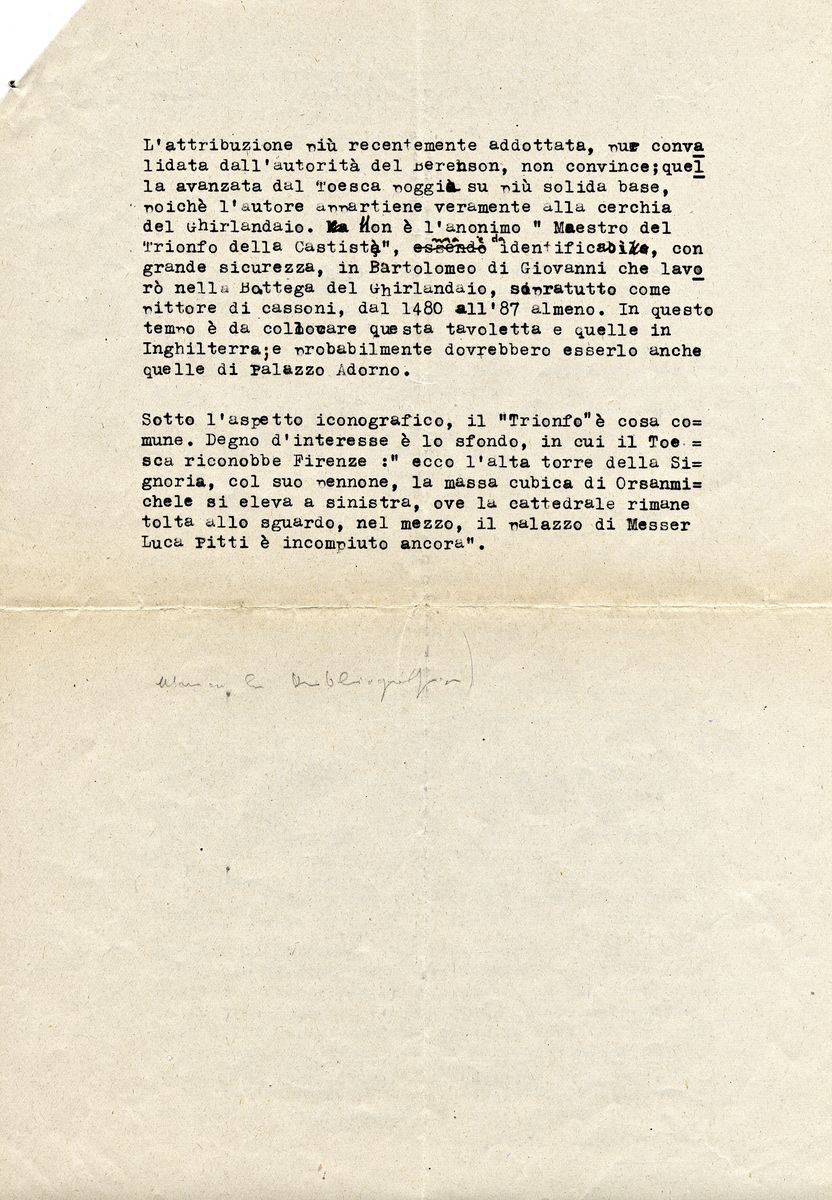 L'attribuzione più recentemente addottata, pur conva
lidata dall'autorità del Berenson, non convince;quel
la avanzata dal Toesca poggia su più solida base,
poichè l'autore appartiene veramente alla cerchia
del Ghirlandaio. Ma non è l'anonimo " Maestro del
Trionfo della Castistà", identificabile, con
grande sicurezza, in Bartolomeo di Giovanni che lavo
rò nella Bottega del Ghirlandaio, sopratutto come
pittore di cassoni, dal 1480 all'87 almeno. In questo
tempo è da collocare questa tavoletta e quelle in
Inghilterra;e probabilmente dovrebbero esserlo anche
quelle di Palazzo Adorno.
Sotto l'aspetto iconografico, il "Trionfo"è cosa co=
mune. Degno d'interesse è lo sfondo, in cui il Toe =
sca riconobbe Firenze :" ecco l'alta torre della Si=
gnoria, col suo pennone, la massa cubica di Orsanmi=
chele si eleva a sinistra, ove la cattedrale rimane
tolta allo sguardo, nel mezzo, il palazzo di Messer
Luca Pitti è incompiuto ancora".